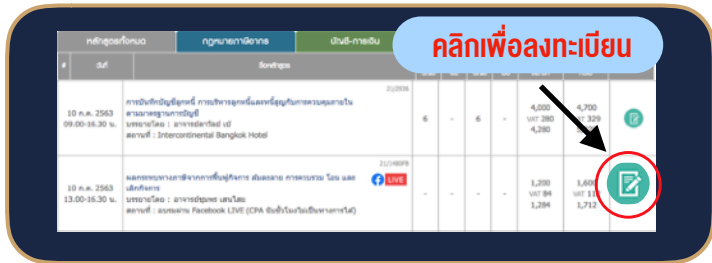 คลิกเพื่อลงทะเบียน
หลักสูตรทั้งหมด กฎหมายภาษีอากร บัญชี-การเงิน
# วันที่ ชื่อหลักสูตร
21/2936
การบันทึกบัญชีลูกหนี้ การบริหารลูกหนี้และหนี้สูญกับการควบคุมภายใน
ตามมาตรฐานการบัญชี
10 ก.ค. 2563
09.00-16.30 น.
บรรยายโดย : อาจารย์
สถานที่ : Intercontinental Bangkok Hotel
6 - 6 -
4,000 4,700
VAT 280 VAT 329
4,280
ผลกระทบทางภาษีจากการฟื้นฟูกิจการ ล้มละลาย การควบรวม โอน และ
เลิกกิจการ
LIVE
10 ก.ค. 2563
13.00-16.30 น.
บรรยายโดย : อาจารย์ชุมพร เสนไสย
สถานที่ : อบรมผ่าน Facebook LIVE (CPA นับชั่วโมงไม่เป็นทางการได้)
- - - -
1,200 1,600
VAT 84 VAT 112
1,284 1,712